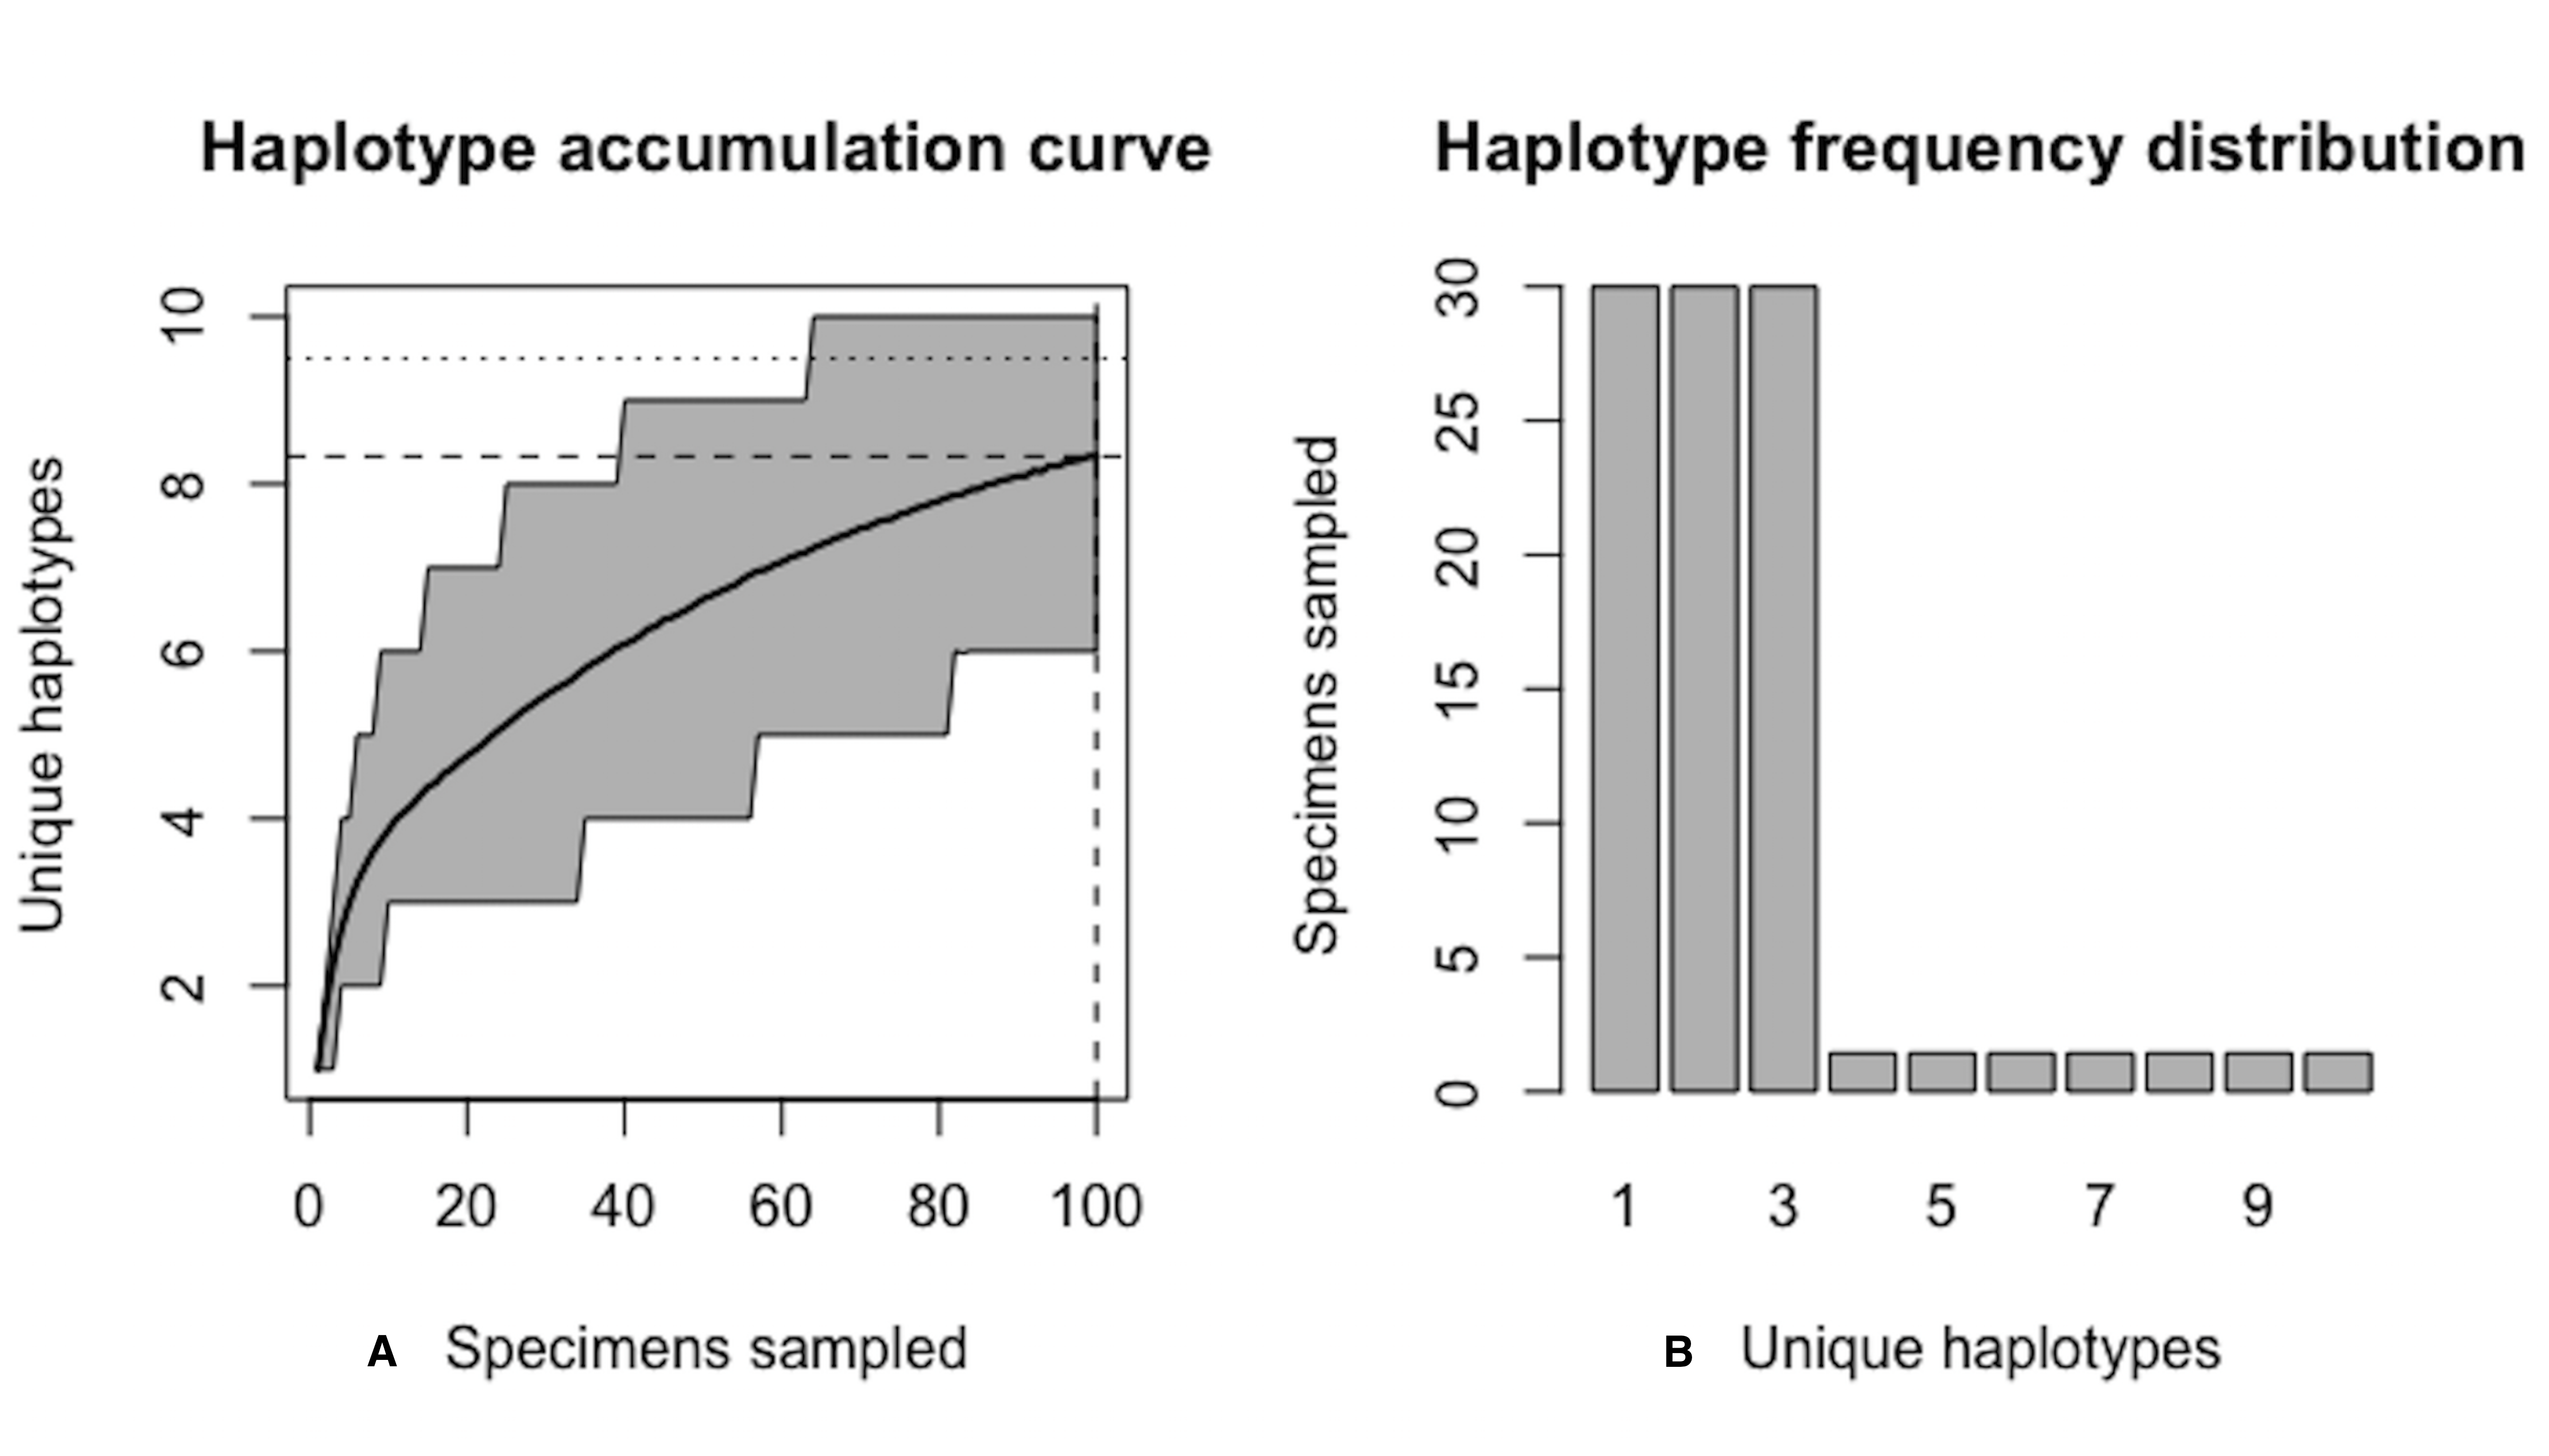 Haplotype accumulation curve
Unique haplotypes
10
8
6
4
2
0 20 40 60 80 100
A Specimens sampled
Haplotype frequency distribution
Specimens sampled
30
25
20
15
10
5
0
1 3 5 7 9
B Unique haplotypes